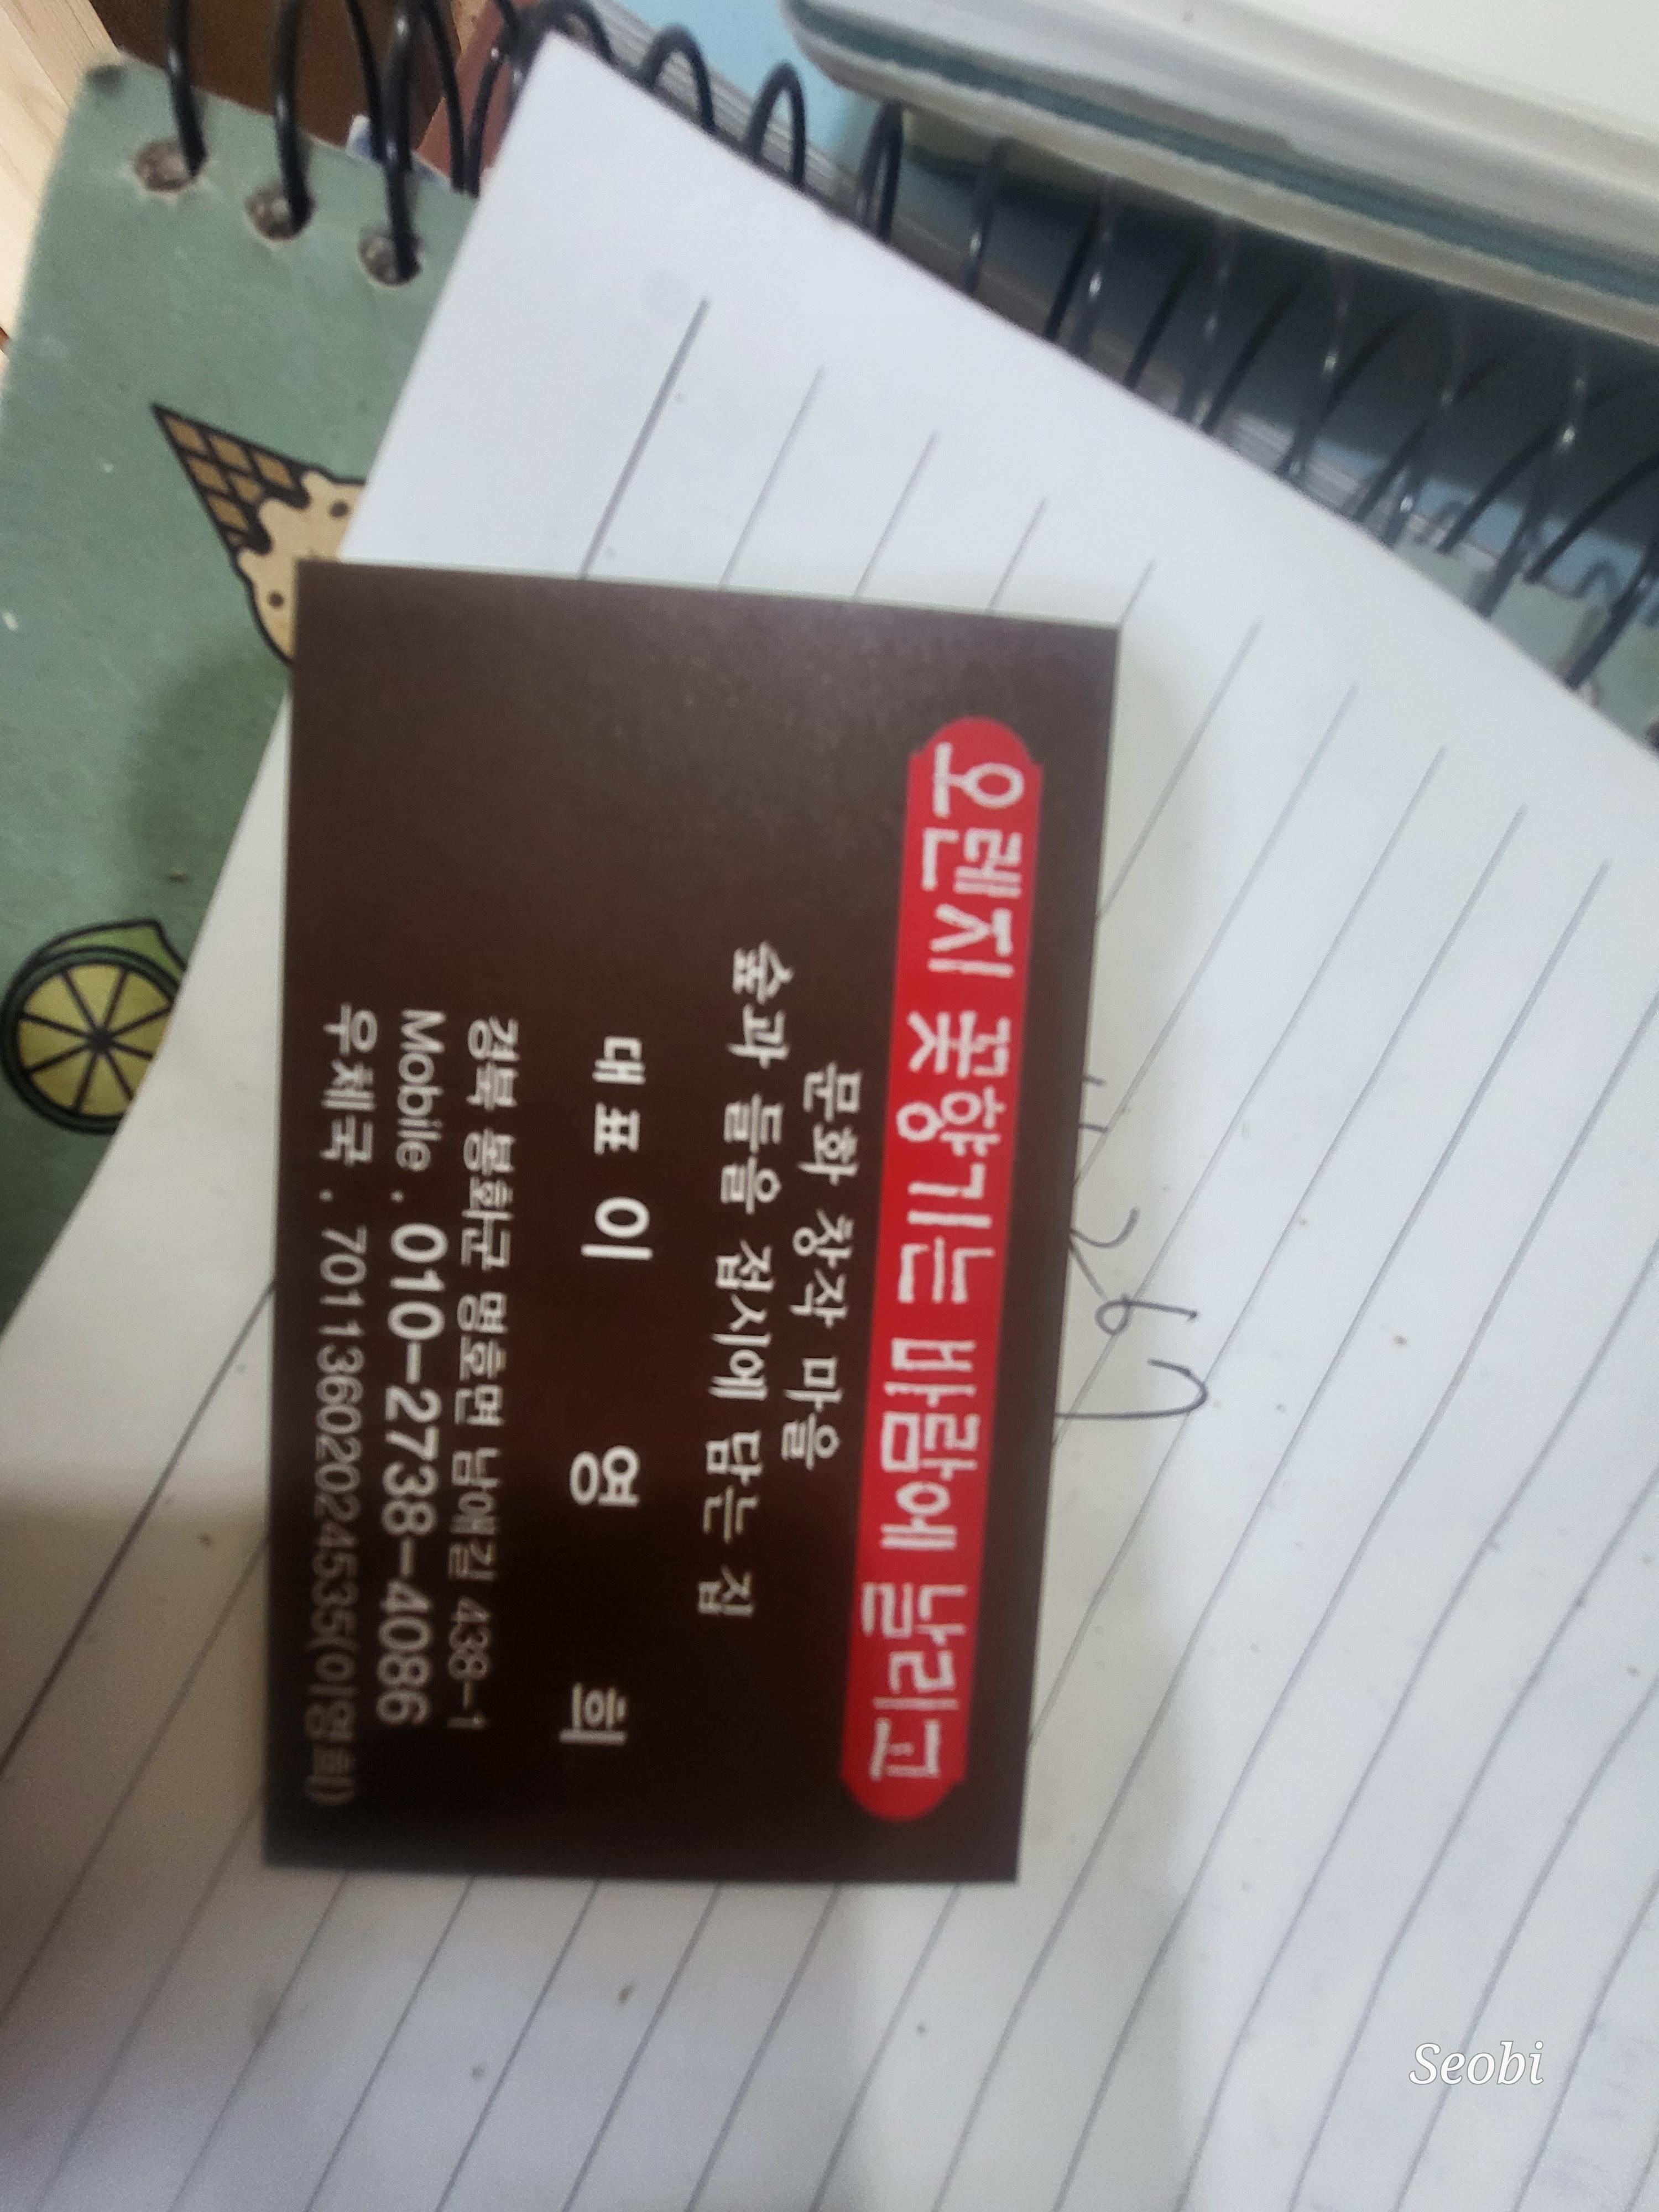 오렌지 꽃향기는 바람에 날리고
문화 창작 마을
숲과 들을 접시에 담는 집
대표 이 영 희
경북 봉화군 명호면 남애길 438-1
Mobile . 010-2738-4086
우체국 . 70113602024535(이영희)
Seobi